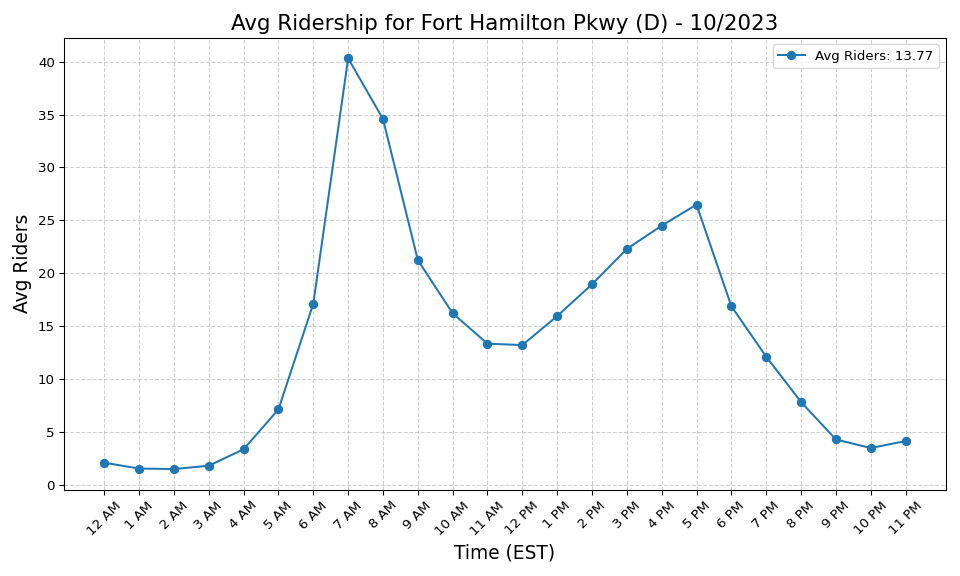 Avg Ridership for Fort Hamilton Pkwy (D) - 10/2023
Avg Riders: 13.77
Avg Riders
40
35
30
25
20
15
10
5
0
12 AM
1 AM
2 AM
3 AM
4 AM
5 AM
6 AM
7 AM
8 AM
9 AM
10 AM
11 AM
12 PM
1 PM
2 PM
3 PM
4 PM
5 PM
6 PM
7 PM
8 PM
9 PM
10 PM
11 PM
Time (EST)